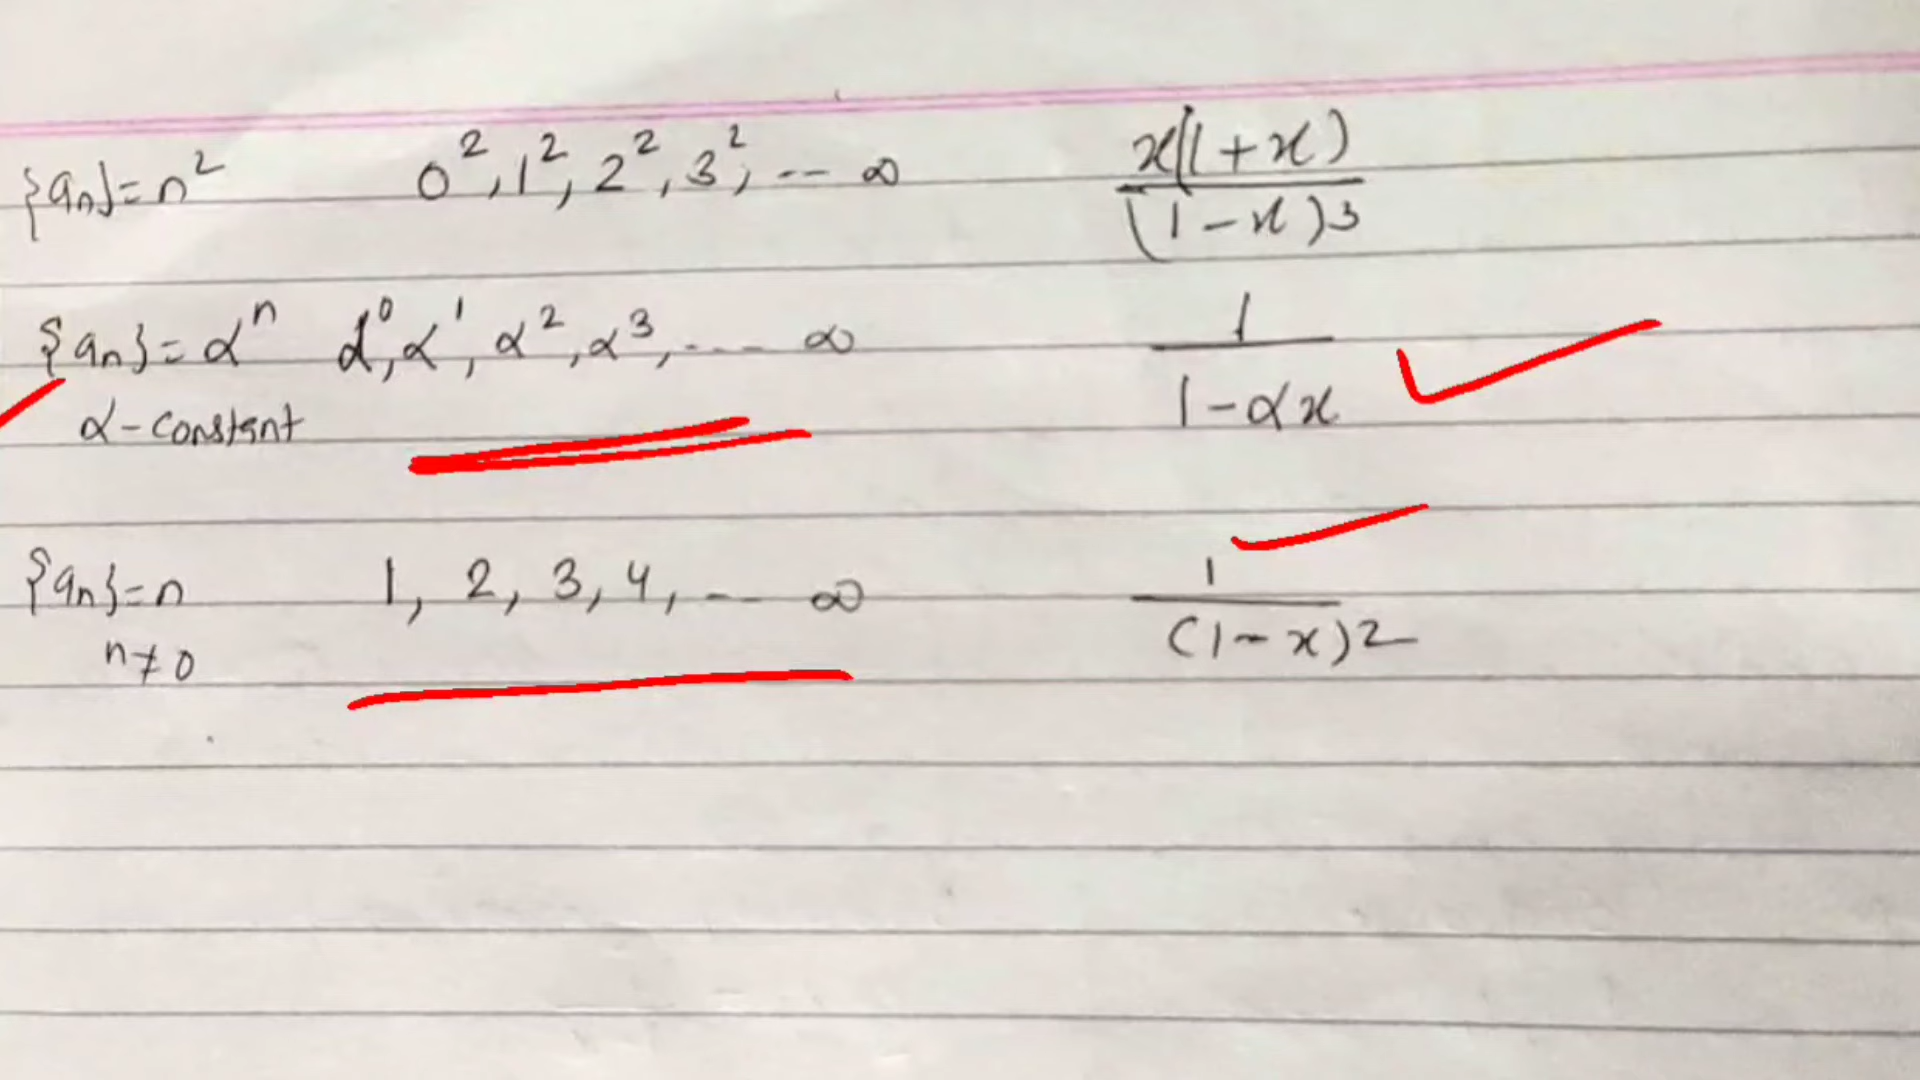 {an} = n² 0², 1², 2², 3², -- ∞ x(1+x)/(1-x)3
{an} = αⁿ α⁰, α¹, α², α³, ---- ∞ 1/1-αx
α-constant
{an} = n 1, 2, 3, 4, --- ∞ 1/(1-x)2
n≠0